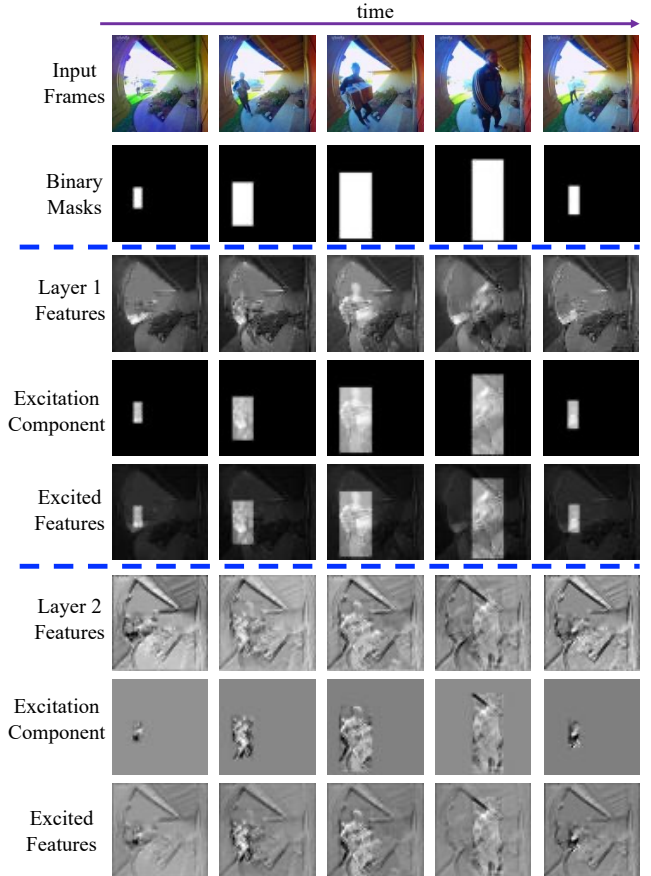 time
Input
Frames
Binary
Masks
Layer 1
Features
Excitation
Component
Excited
Features
Layer 2
Features
Excitation
Component
Excited
Features